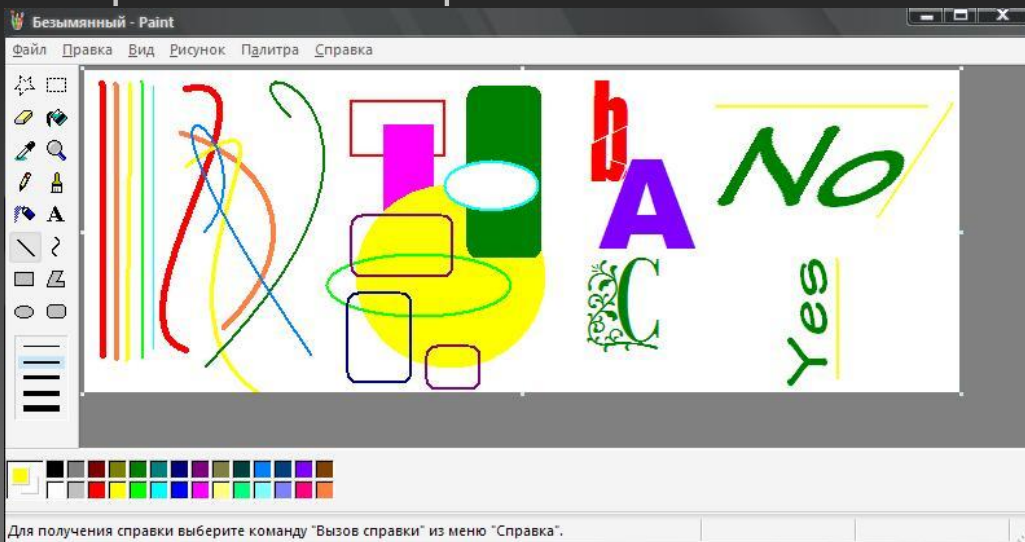 Безымянный - Paint
Файл Правка Вид Рисунок Палитра Справка
A
b
A
C
No
Yes
Для получения справки выберите команду "Вызов справки" из меню "Справка".